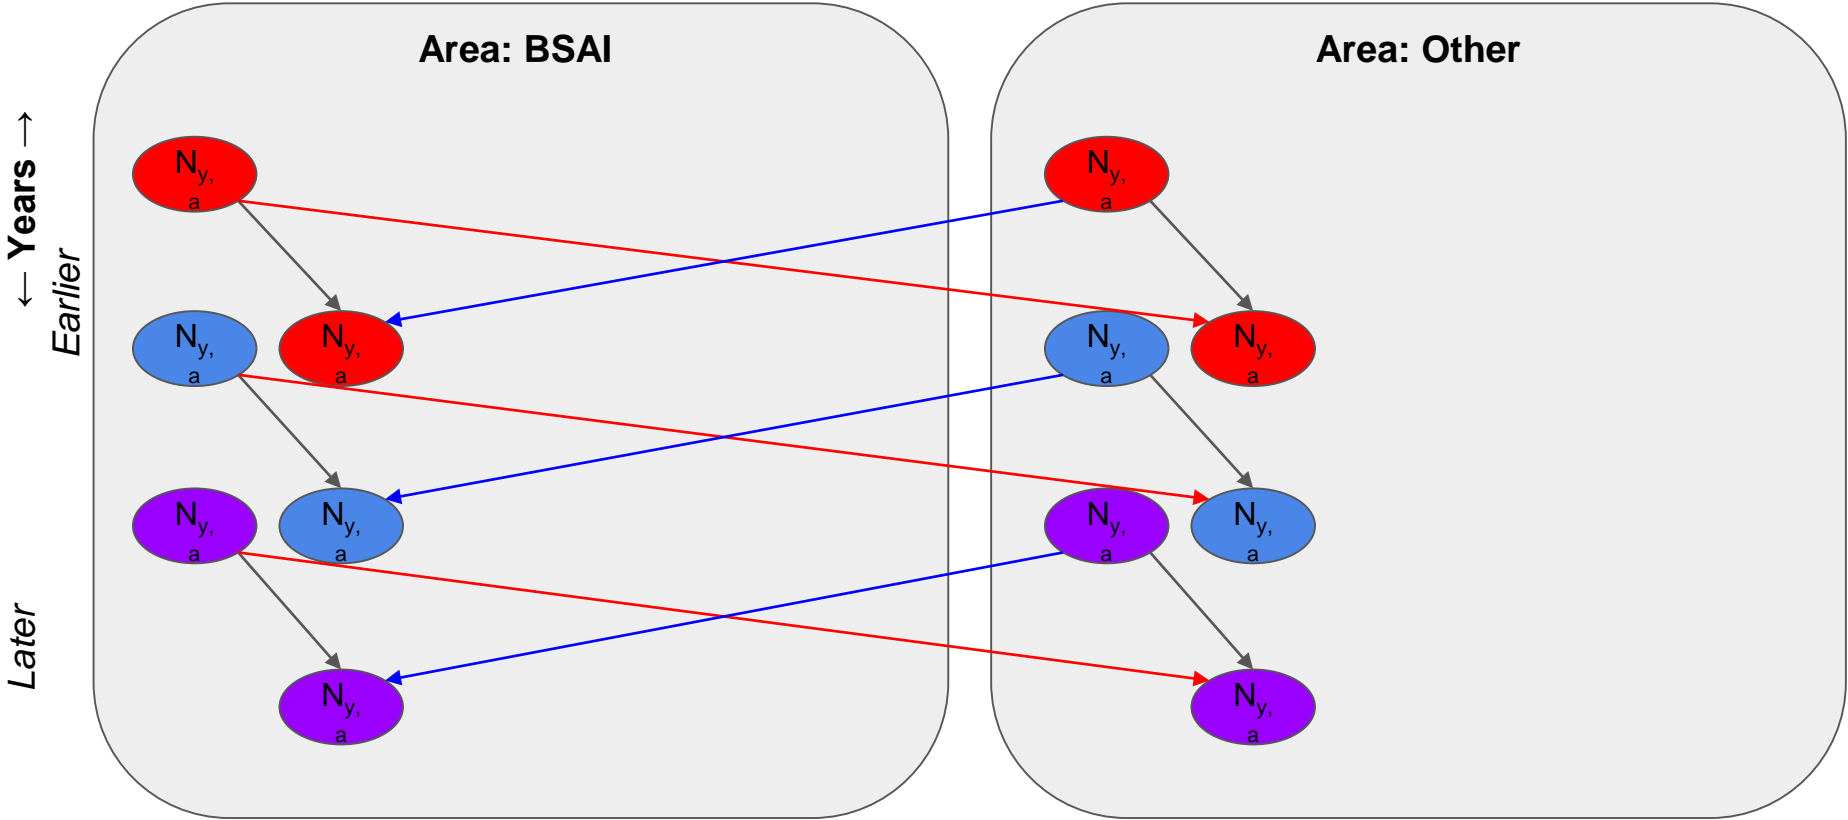 Area: BSAI
Area: Other
← Years →
Earlier
Later
Ny,
a
Ny,
a
Ny,
a
Ny,
a
Ny,
a
Ny,
a
Ny,
a
Ny,
a
Ny,
a
Ny,
a
Ny,
a
Ny,
a